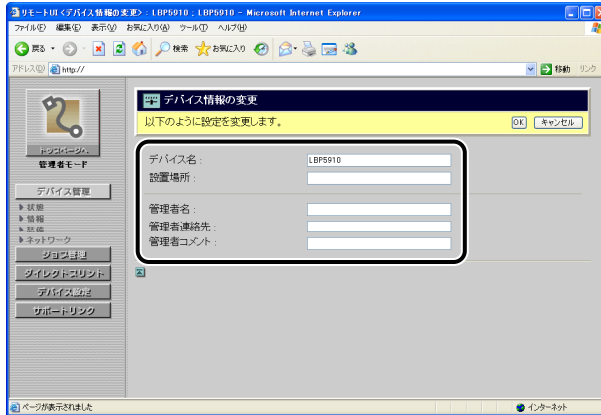 リモートUI <デバイス情報の変更> : LBP5910 ; LBP5910 - Microsoft Internet Explorer
ファイル(F) 編集(E) 表示(V) お気に入り(A) ツール(T) ヘルプ(H)
戻る 検索 お気に入り
アドレス(D) http:// 移動 リンク
デバイス情報の変更
以下のように設定を変更します。 OK キャンセル
トップページへ
管理者モード
デバイス管理
状態
情報
ネットワーク
ジョブ管理
ダイレクトプリント
デバイス設定
サポートリンク
デバイス名 : LBP5910
設置場所 :
管理者名 :
管理者連絡先 :
管理者コメント :
ページが表示されました インターネット